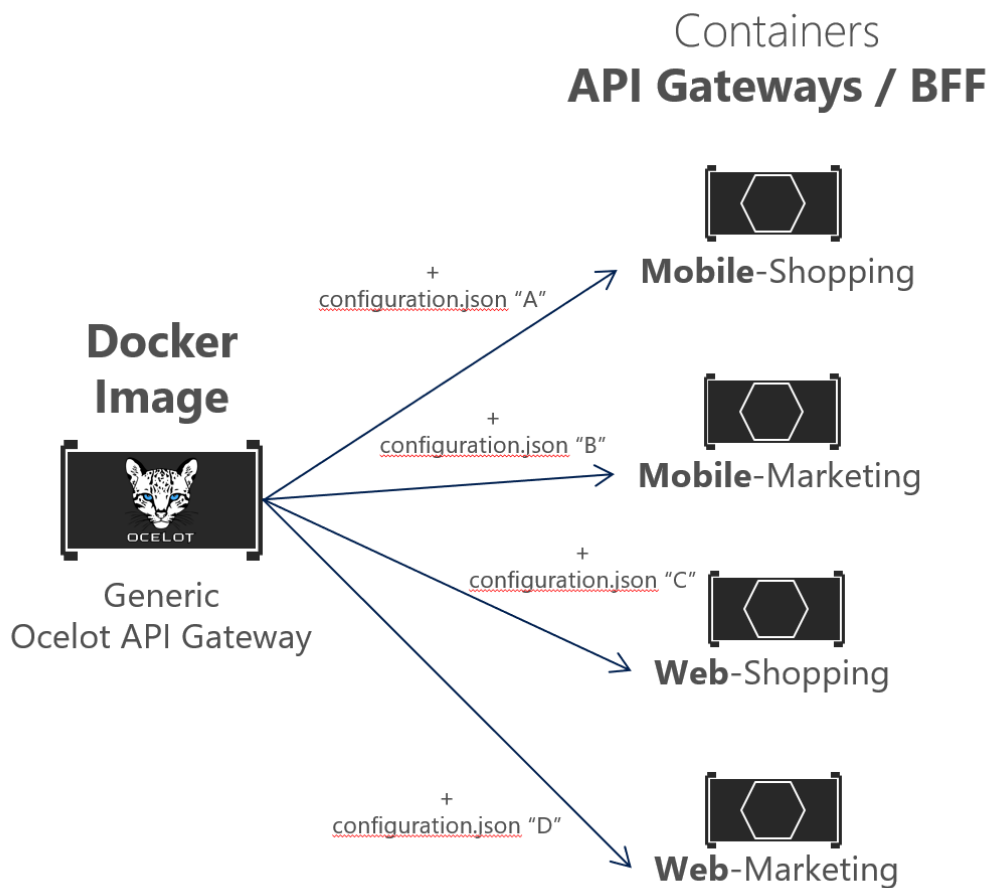 Containers
API Gateways / BFF
Mobile-Shopping
+
configuration.json “A”
Docker
Image
+
configuration.json “B”
Mobile-Marketing
OCELOT
+
configuration.json “C”
Generic
Ocelot API Gateway
Web-Shopping
+
configuration.json “D”
Web-Marketing